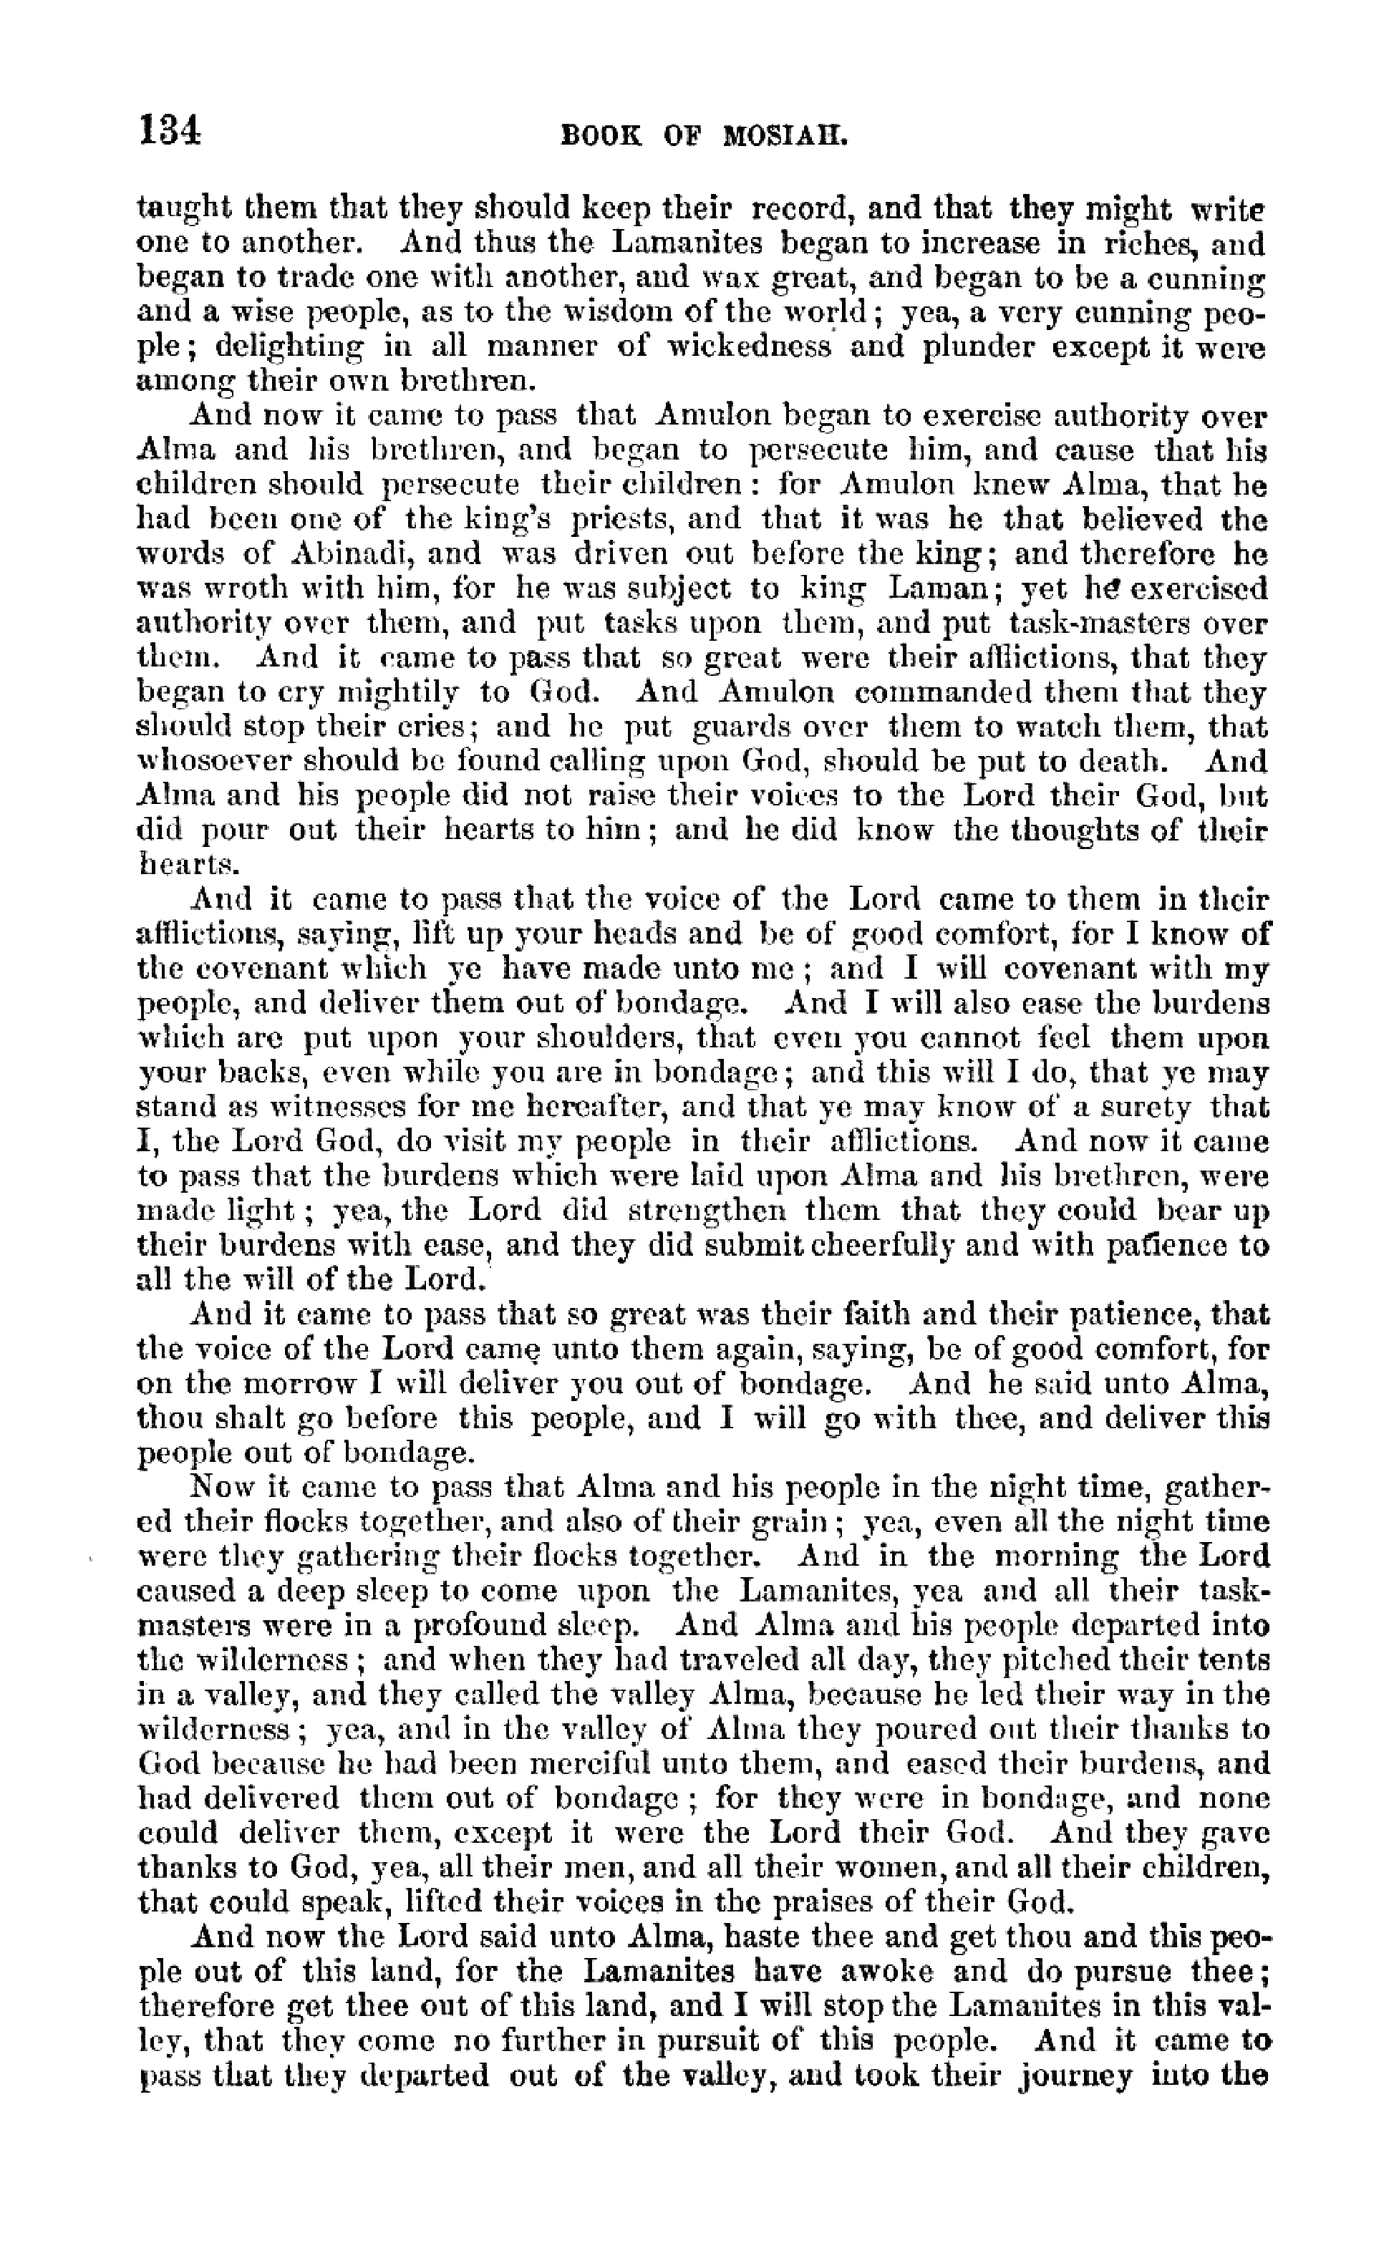 134 BOOK OF MOSIAH.
taught them that they should keep their record, and that they might write
one to another. And thus the Lamanites began to increase in riches, and
began to trade one with another, and wax great, and began to be a cunning
and a wise people, as to the wisdom of the world; yea, a very cunning peo-
ple; delighting in all manner of wickedness and plunder except it were
among their own brethren.
And now it came to pass that Amulon began to exercise authority over
Alma and his brethren, and began to persecute him, and cause that his
children should persecute their children: for Amulon knew Alma, that he
had been one of the king's priests, and that it was he that believed the
words of Abinadi, and was driven out before the king; and therefore he
was wroth with him, for he was subject to king Laman; yet he exercised
authority over them, and put tasks upon them, and put task-masters over
them. And it came to pass that so great were their afflictions, that they
began to cry mightily to God. And Amulon commanded them that they
should stop their cries; and he put guards over them to watch them, that
whosoever should be found calling upon God, should be put to death. And
Alma and his people did not raise their voices to the Lord their God, but
did pour out their hearts to him; and he did know the thoughts of their
hearts.
And it came to pass that the voice of the Lord came to them in their
afflictions, saying, lift up your heads and be of good comfort, for I know of
the covenant which ye have made unto me; and I will covenant with my
people, and deliver them out of bondage. And I will also ease the burdens
which are put upon your shoulders, that even you cannot feel them upon
your backs, even while you are in bondage; and this will I do, that ye may
stand as witnesses for me hereafter, and that ye may know of a surety that
I, the Lord God, do visit my people in their afflictions. And now it came
to pass that the burdens which were laid upon Alma and his brethren, were
made light; yea, the Lord did strengthen them that they could bear up
their burdens with ease, and they did submit cheerfully and with patience to
all the will of the Lord.
And it came to pass that so great was their faith and their patience, that
the voice of the Lord came unto them again, saying, be of good comfort, for
on the morrow I will deliver you out of bondage. And he said unto Alma,
thou shalt go before this people, and I will go with thee, and deliver this
people out of bondage.
Now it came to pass that Alma and his people in the night time, gather-
ed their flocks together, and also of their grain; yea, even all the night time
were they gathering their flocks together. And in the morning the Lord
caused a deep sleep to come upon the Lamanites, yea and all their task-
masters were in a profound sleep. And Alma and his people departed into
the wilderness; and when they had traveled all day, they pitched their tents
in a valley, and they called the valley Alma, because he led their way in the
wilderness; yea, and in the valley of Alma they poured out their thanks to
God because he had been merciful unto them, and eased their burdens, and
had delivered them out of bondage; for they were in bondage, and none
could deliver them, except it were the Lord their God. And they gave
thanks to God, yea, all their men, and all their women, and all their children,
that could speak, lifted their voices in the praises of their God.
And now the Lord said unto Alma, haste thee and get thou and this peo-
ple out of this land, for the Lamanites have awoke and do pursue thee;
therefore get thee out of this land, and I will stop the Lamanites in this val-
ley, that they come no further in pursuit of this people. And it came to
pass that they departed out of the valley, and took their journey into the